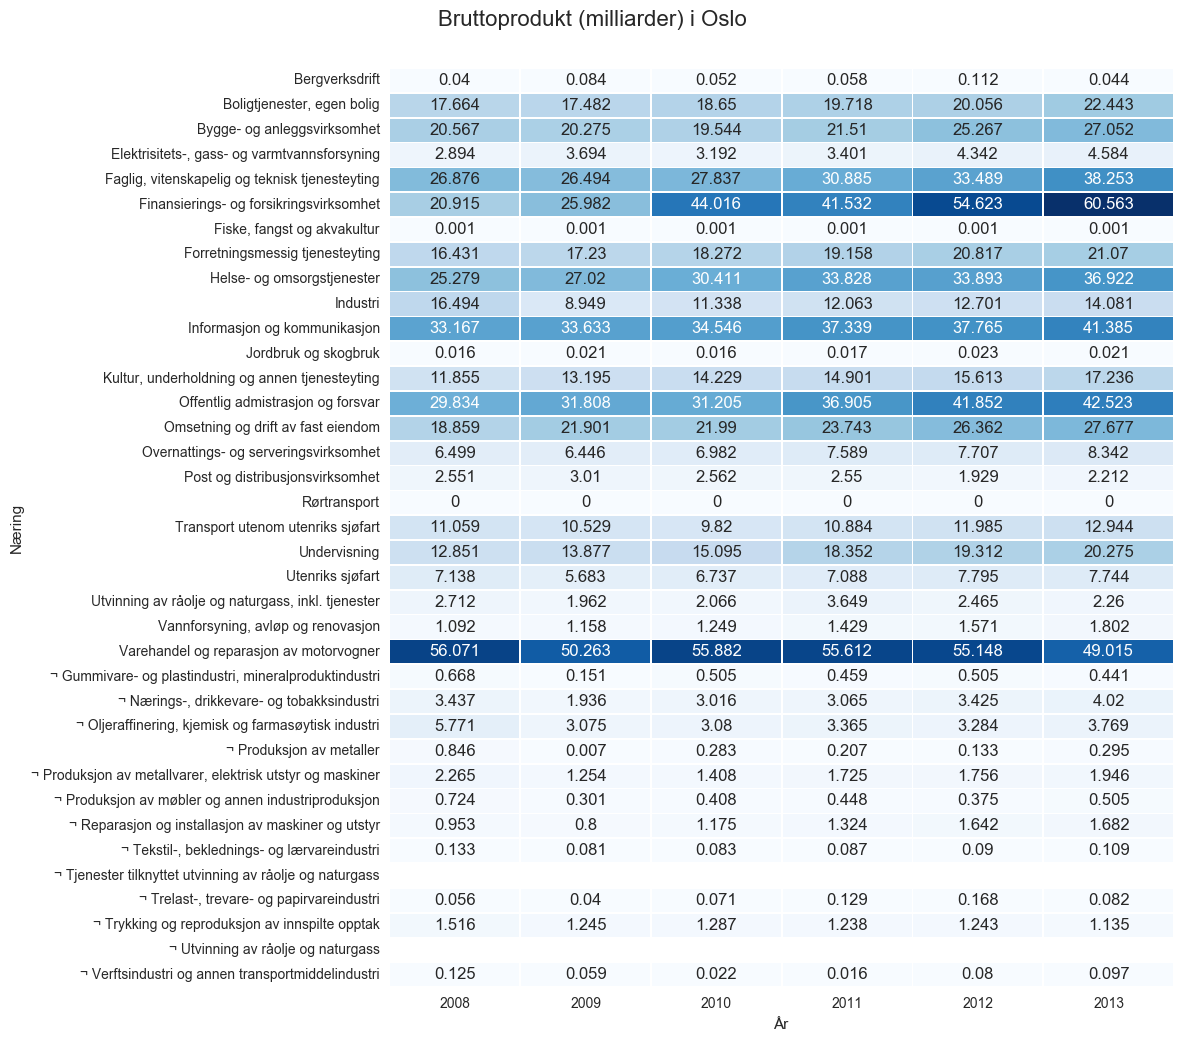 Bruttoprodukt (milliarder) i Oslo
Bergverksdrift 0.04 0.084 0.052 0.058 0.112 0.044
Boligtjenester, egen bolig 17.664 17.482 18.65 19.718 20.056 22.443
Bygge- og anleggsvirksomhet 20.567 20.275 19.544 21.51 25.267 27.052
Elektrisitets-, gass- og varmtvannsforsyning 2.894 3.694 3.192 3.401 4.342 4.584
Faglig, vitenskapelig og teknisk tjenesteyting 26.876 26.494 27.837 30.885 33.489 38.253
Finansierings- og forsikringsvirksomhet 20.915 25.982 44.016 41.532 54.623 60.563
Fiske, fangst og akvakultur 0.001 0.001 0.001 0.001 0.001 0.001
Forretningsmessig tjenesteyting 16.431 17.23 18.272 19.158 20.817 21.07
Helse- og omsorgstjenester 25.279 27.02 30.411 33.828 33.893 36.922
Industri 16.494 8.949 11.338 12.063 12.701 14.081
Informasjon og kommunikasjon 33.167 33.633 34.546 37.339 37.765 41.385
Jordbruk og skogbruk 0.016 0.021 0.016 0.017 0.023 0.021
Kultur, underholdning og annen tjenesteyting 11.855 13.195 14.229 14.901 15.613 17.236
Offentlig admistrasjon og forsvar 29.834 31.808 31.205 36.905 41.852 42.523
Omsetning og drift av fast eiendom 18.859 21.901 21.99 23.743 26.362 27.677
Overnattings- og serveringsvirksomhet 6.499 6.446 6.982 7.589 7.707 8.342
Post og distribusjonsvirksomhet 2.551 3.01 2.562 2.55 1.929 2.212
Rørtransport 0 0 0 0 0 0
Transport utenom utenriks sjøfart 11.059 10.529 9.82 10.884 11.985 12.944
Undervisning 12.851 13.877 15.095 18.352 19.312 20.275
Utenriks sjøfart 7.138 5.683 6.737 7.088 7.795 7.744
Utvinning av råolje og naturgass, inkl. tjenester 2.712 1.962 2.066 3.649 2.465 2.26
Vannforsyning, avløp og renovasjon 1.092 1.158 1.249 1.429 1.571 1.802
Varehandel og reparasjon av motorvogner 56.071 50.263 55.882 55.612 55.148 49.015
¬ Gummivare- og plastindustri, mineralproduktindustri 0.668 0.151 0.505 0.459 0.505 0.441
¬ Nærings-, drikkevare- og tobakksindustri 3.437 1.936 3.016 3.065 3.425 4.02
¬ Oljeraffinering, kjemisk og farmasøytisk industri 5.771 3.075 3.08 3.365 3.284 3.769
¬ Produksjon av metaller 0.846 0.007 0.283 0.207 0.133 0.295
¬ Produksjon av metallvarer, elektrisk utstyr og maskiner 2.265 1.254 1.408 1.725 1.756 1.946
¬ Produksjon av møbler og annen industriproduksjon 0.724 0.301 0.408 0.448 0.375 0.505
¬ Reparasjon og installasjon av maskiner og utstyr 0.953 0.8 1.175 1.324 1.642 1.682
¬ Tekstil-, beklednings- og lærvareindustri 0.133 0.081 0.083 0.087 0.09 0.109
¬ Tjenester tilknyttet utvinning av råolje og naturgass
¬ Trelast-, trevare- og papirvareindustri 0.056 0.04 0.071 0.129 0.168 0.082
¬ Trykking og reproduksjon av innspilte opptak 1.516 1.245 1.287 1.238 1.243 1.135
¬ Utvinning av råolje og naturgass
¬ Verftsindustri og annen transportmiddelindustri 0.125 0.059 0.022 0.016 0.08 0.097
2008 2009 2010 2011 2012 2013
År
Næring